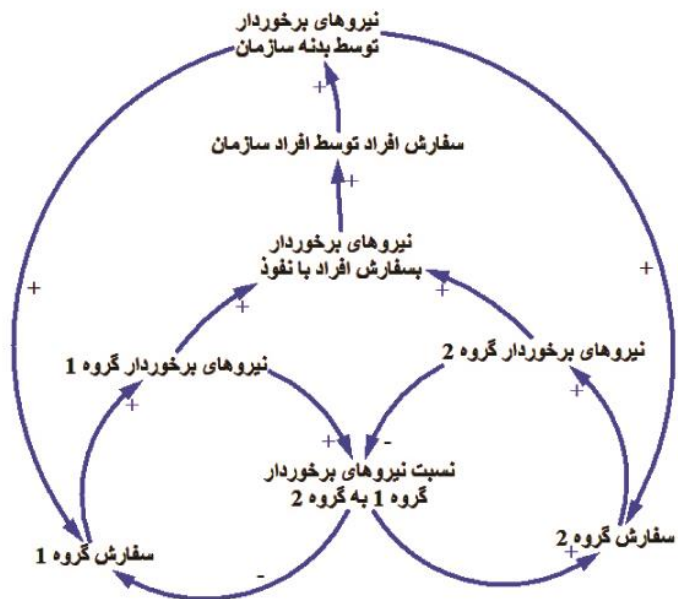 نیروهای برخوردار
توسط بدنه سازمان
+
سفارش افراد توسط افراد سازمان
+
نیروهای برخوردار
بسفارش افراد با نفوذ
+
+
+
+
نیروهای برخوردار گروه 2
نیروهای برخوردار گروه 1
+
+
+
-
نسبت نیروهای برخوردار
گروه 1 به گروه 2
سفارش گروه 2
+
سفارش گروه 1
-